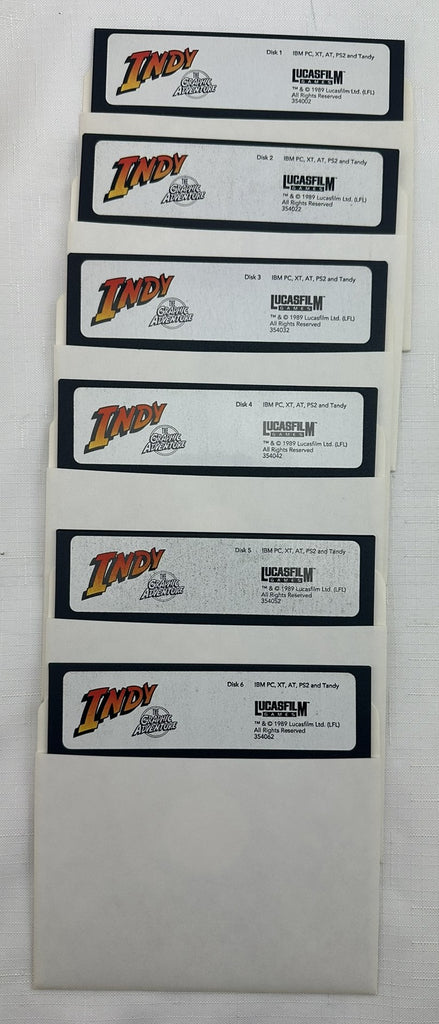 INDY
THE
GRAPHIC
ADVENTURE
Disk 1 IBM PC, XT, AT, PS2 and Tandy
LUCASFILM™
GAMES
™ & © 1989 Lucasfilm Ltd. (LFL)
All Rights Reserved
354002
INDY
THE
GRAPHIC
ADVENTURE
Disk 2 IBM PC, XT, AT, PS2 and Tandy
LUCASFILM™
GAMES
™ & © 1989 Lucasfilm Ltd. (LFL)
All Rights Reserved
354022
INDY
THE
GRAPHIC
ADVENTURE
Disk 3 IBM PC, XT, AT, PS2 and Tandy
LUCASFILM™
GAMES
™ & © 1989 Lucasfilm Ltd. (LFL)
All Rights Reserved
354032
INDY
THE
GRAPHIC
ADVENTURE
Disk 4 IBM PC, XT, AT, PS2 and Tandy
LUCASFILM™
GAMES
™ & © 1989 Lucasfilm Ltd. (LFL)
All Rights Reserved
354042
INDY
THE
GRAPHIC
ADVENTURE
Disk 5 IBM PC, XT, AT, PS2 and Tandy
LUCASFILM™
GAMES
™ & © 1989 Lucasfilm Ltd. (LFL)
All Rights Reserved
354052
INDY
THE
GRAPHIC
ADVENTURE
Disk 6 IBM PC, XT, AT, PS2 and Tandy
LUCASFILM™
GAMES
™ & © 1989 Lucasfilm Ltd. (LFL)
All Rights Reserved
354062